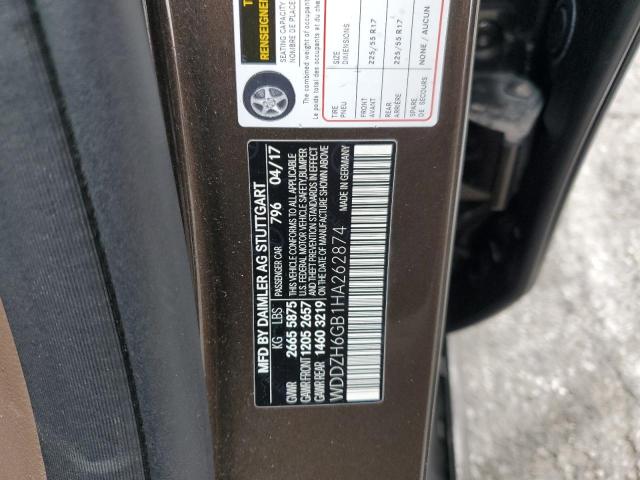 T
RENSEIGNEM
SEATING CAPACITY
NOMBRE DE PLACE
The combined weight of occupants
Le poids total des occupants et du che
TIRE
PNEU
SIZE
DIMENSIONS
FRONT
AVANT
225/55 R17
REAR
ARRIÈRE
225/55 R17
SPARE
DE SECOURS
NONE / AUCUN
MFD BY DAIMLER AG STUTTGART
PASSENGER CAR 796 04/17
KG LBS
GVWR 2665 5875
GAWR FRONT 1205 2657
GAWR REAR 1460 3219
THIS VEHICLE CONFORMS TO ALL APPLICABLE
U.S. FEDERAL MOTOR VEHICLE SAFETY, BUMPER
AND THEFT PREVENTION STANDARDS IN EFFECT
ON THE DATE OF MANUFACTURE SHOWN ABOVE
WDDZH6GB1HA262874 MADE IN GERMANY